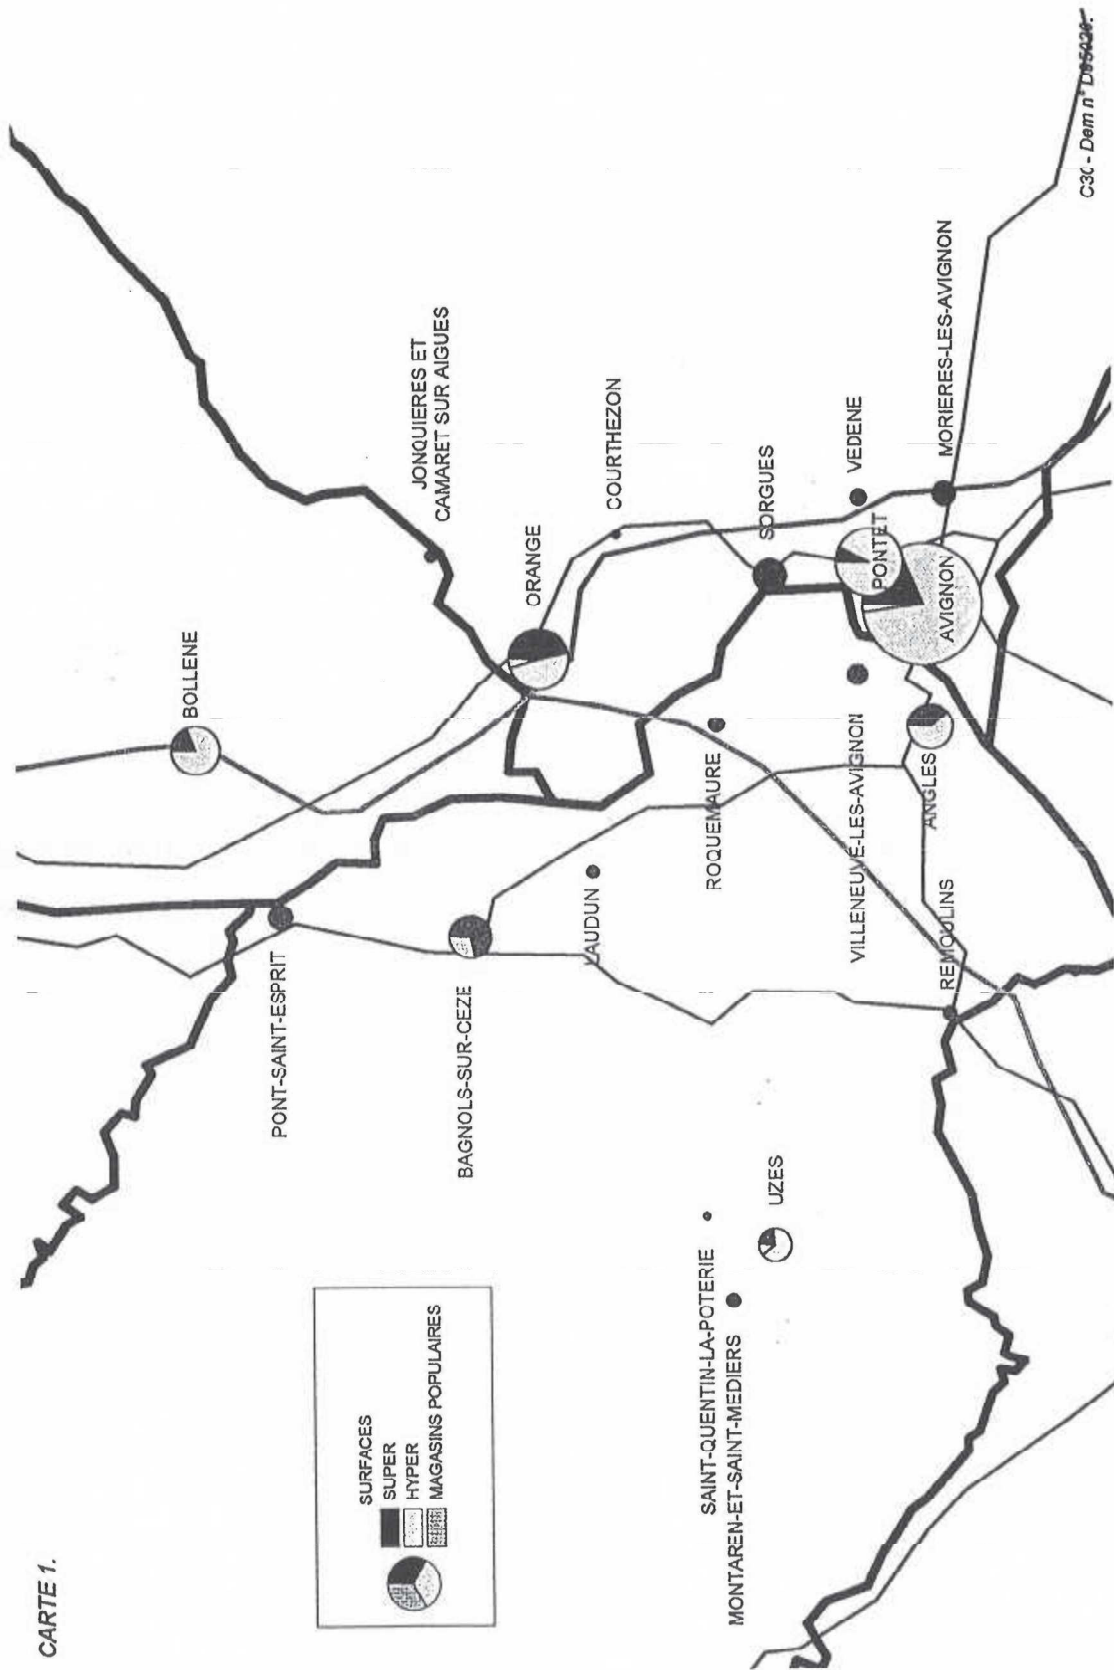 CARTE 1.
SURFACES
SUPER
HYPER
MAGASINS POPULAIRES
BOLLENE
PONT-SAINT-ESPRIT
JONQUIERES ET
CAMARET SUR AIGUES
BAGNOLS-SUR-CEZE
ORANGE
LAUDUN
COURTHEZON
SAINT-QUENTIN-LA-POTERIE
MONTAREN-ET-SAINT-MEDIERS
UZES
ROQUEMAURE
SORGUES
VILLENEUVE-LES-AVIGNON
VEDENE
PONTET
REMOULINS
ANGLES
AVIGNON
MORIERES-LES-AVIGNON